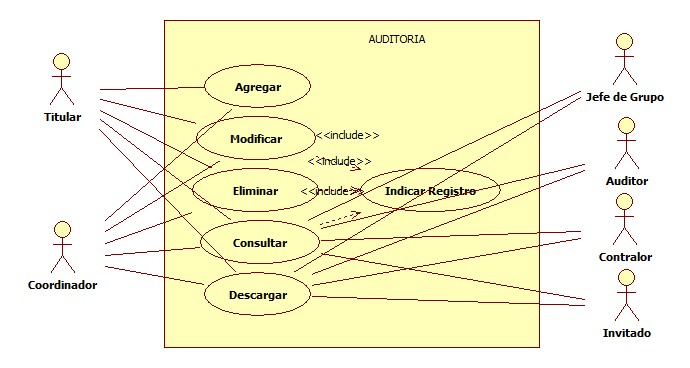 AUDITORIA
Titular
Agregar
Jefe de Grupo
Modificar
<<include>>
<<include>>
Eliminar
<<include>>
Indicar Registro
Auditor
Coordinador
Consultar
Contralor
Descargar
Invitado